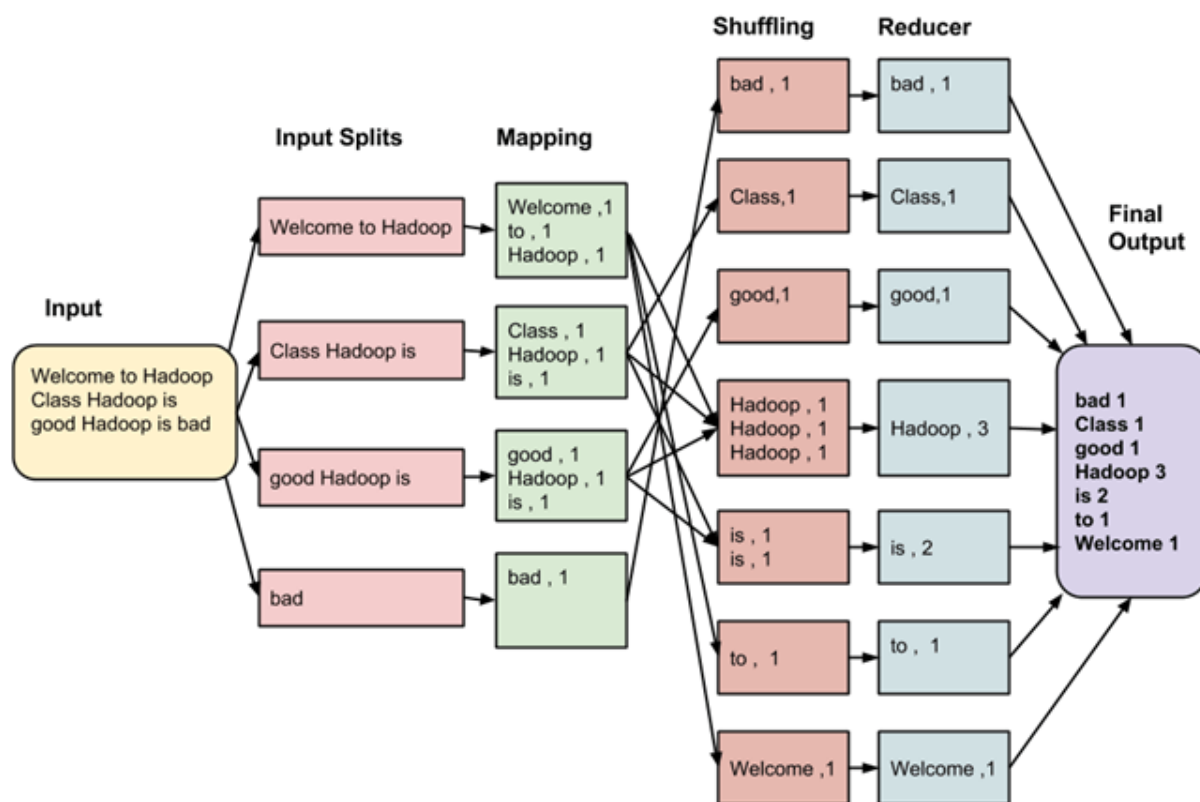 Input
Welcome to Hadoop
Class Hadoop is
good Hadoop is bad
Input Splits
Welcome to Hadoop
Class Hadoop is
good Hadoop is
bad
Mapping
Welcome ,1
to , 1
Hadoop , 1
Class , 1
Hadoop , 1
is , 1
good , 1
Hadoop , 1
is , 1
bad , 1
Shuffling
bad , 1
Class,1
good,1
Hadoop , 1
Hadoop , 1
Hadoop , 1
is , 1
is , 1
to , 1
Welcome ,1
Reducer
bad , 1
Class,1
good,1
Hadoop , 3
is , 2
to , 1
Welcome ,1
Final
Output
bad 1
Class 1
good 1
Hadoop 3
is 2
to 1
Welcome 1